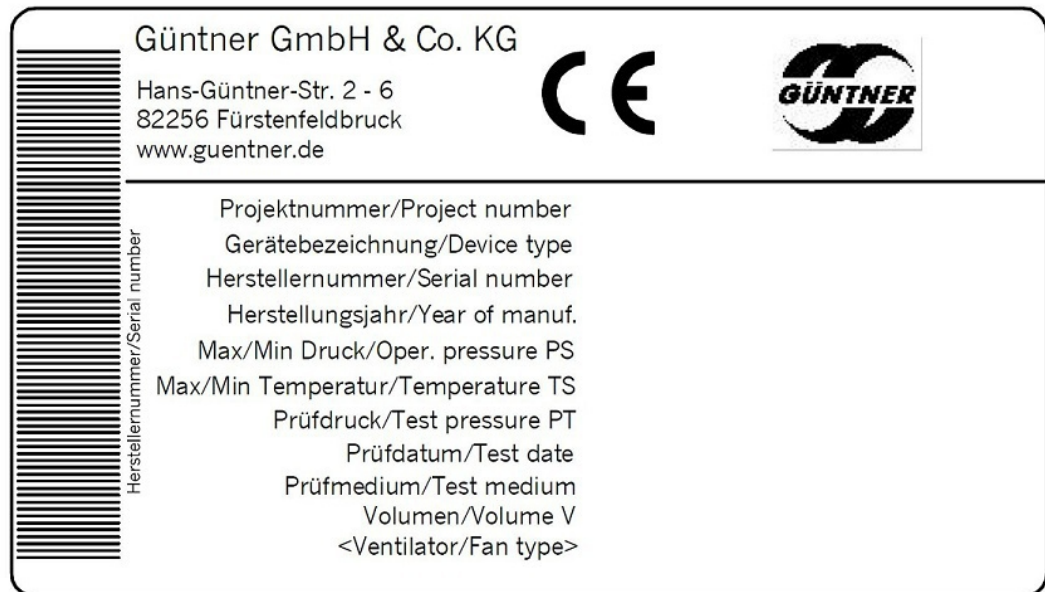 Güntner GmbH & Co. KG
Hans-Güntner-Str. 2 - 6
82256 Fürstenfeldbruck
www.guentner.de
CE
GÜNTNER
Herstellernummer/Serial number
Projektnummer/Project number
Gerätebezeichnung/Device type
Herstellernummer/Serial number
Herstellungsjahr/Year of manuf.
Max/Min Druck/Oper. pressure PS
Max/Min Temperatur/Temperature TS
Prüfdruck/Test pressure PT
Prüfdatum/Test date
Prüfmedium/Test medium
Volumen/Volume V
<Ventilator/Fan type>